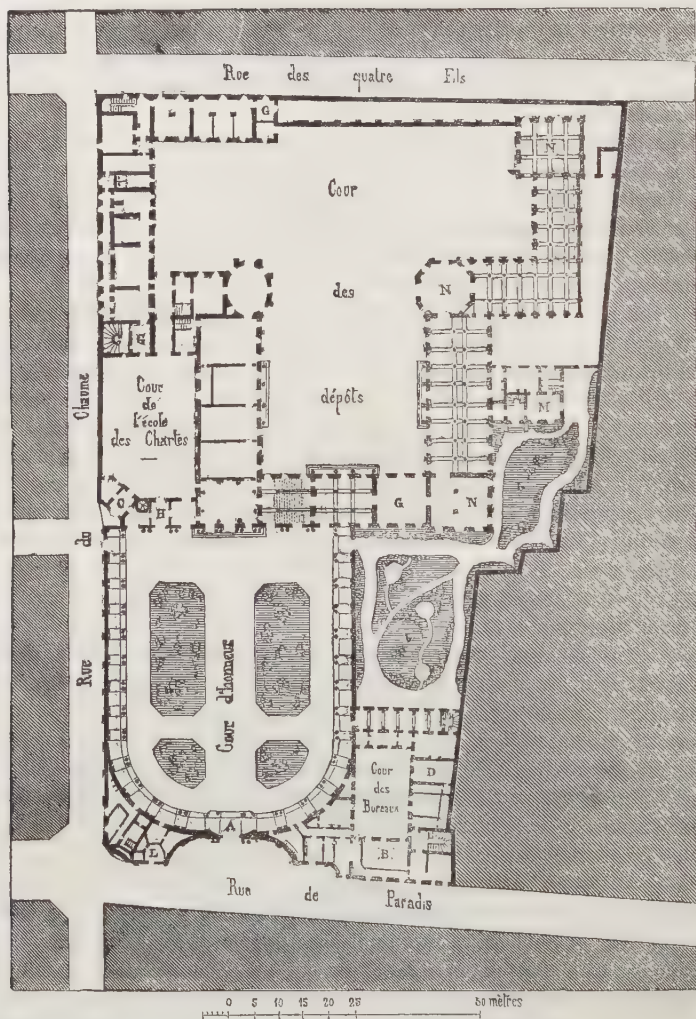 Rue des quatre Fils
L G
N
Cour
des
dépôts
N
Cour
de
l'école
des Chartes
M
C H
G N
Rue de Chaume
Cour d'honneur
Cour
des
Bureaux
D
A
B
L
Rue de Paradis
0 5 10 15 20 25 50 mètres